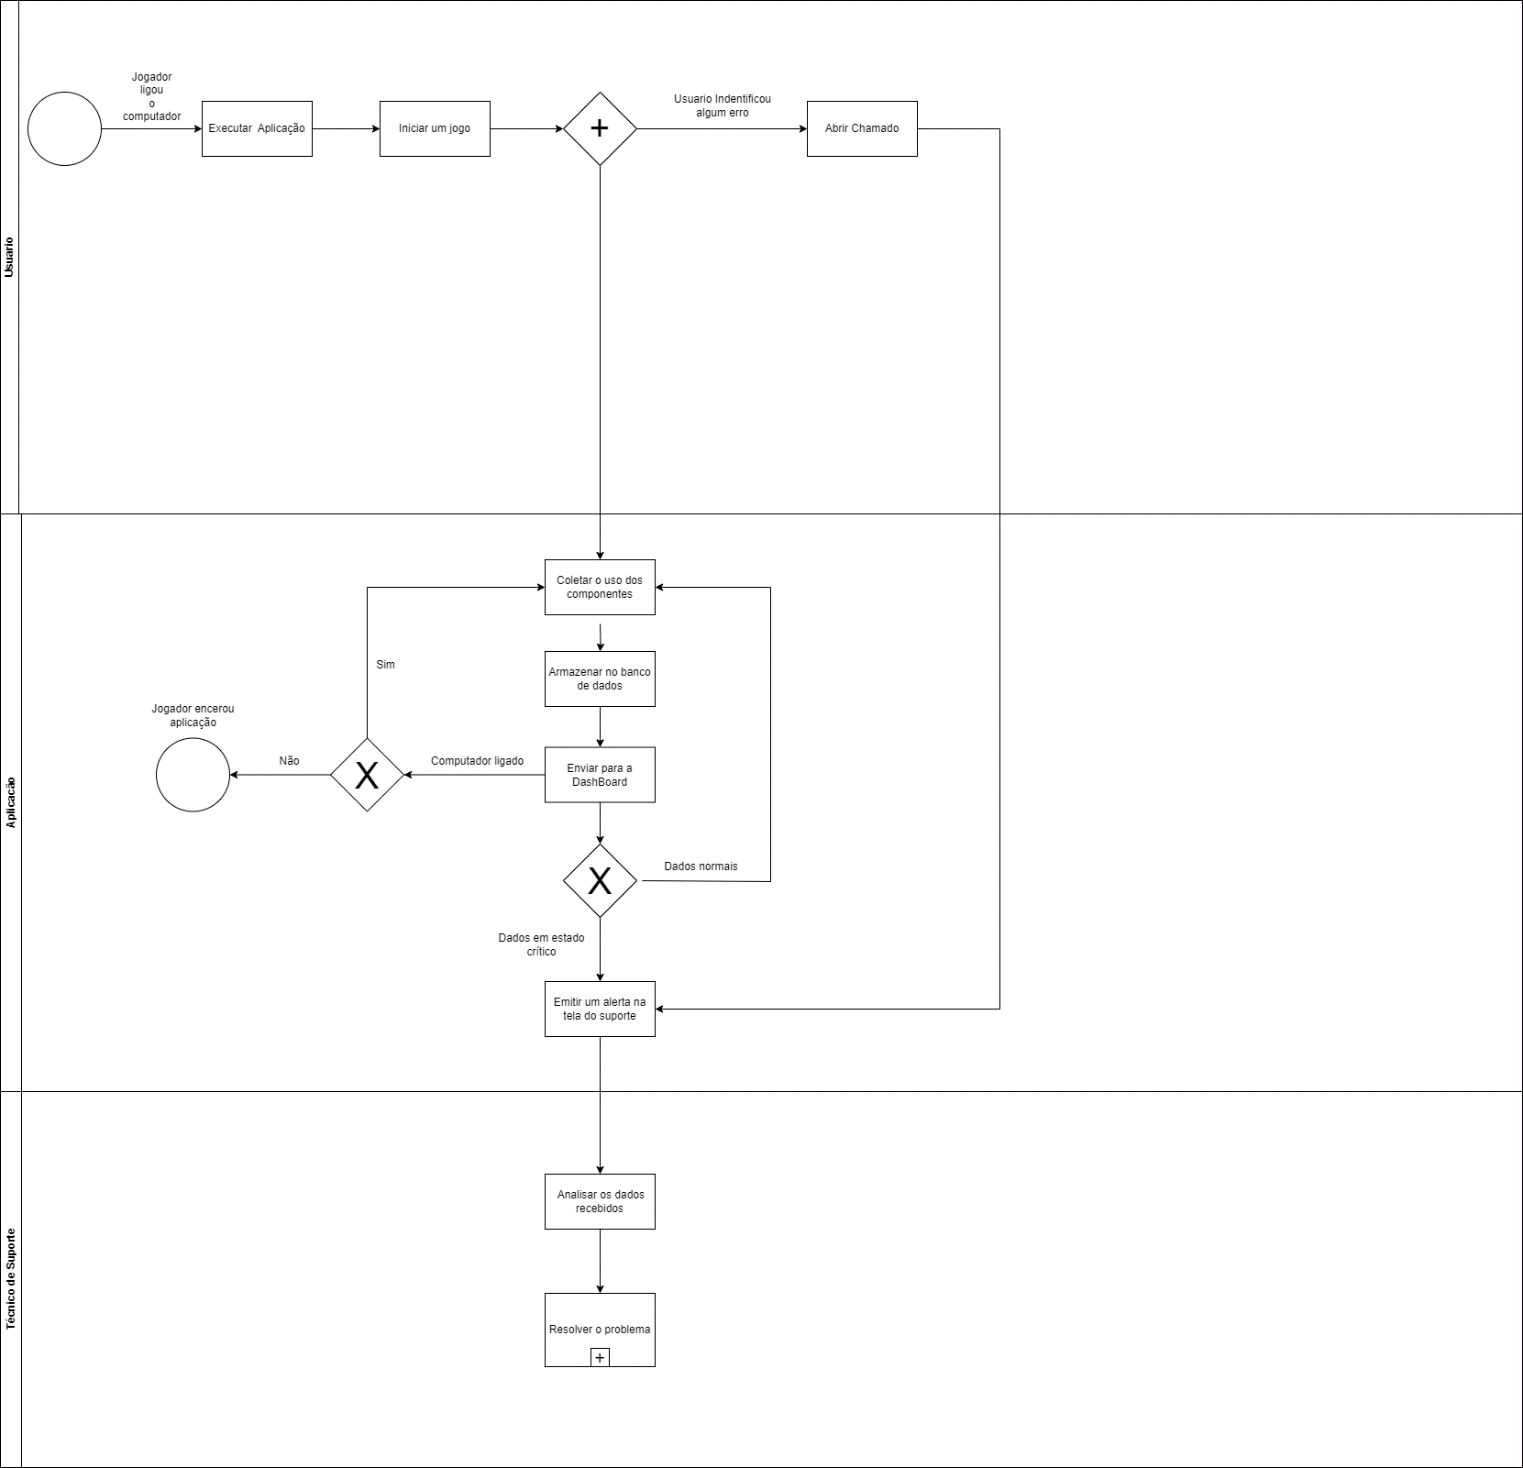 Usuario
Jogador
ligou
o
computador
Executar Aplicação
Iniciar um jogo
+
Usuario Indentificou
algum erro
Abrir Chamado
Aplicacão
Coletar o uso dos
componentes
Sim
Armazenar no banco
de dados
Jogador encerou
aplicação
Não
X
Computador ligado
Enviar para a
DashBoard
X
Dados normais
Dados em estado
crítico
Emitir um alerta na
tela do suporte
Técnico de Suporte
Analisar os dados
recebidos
Resolver o problema
+